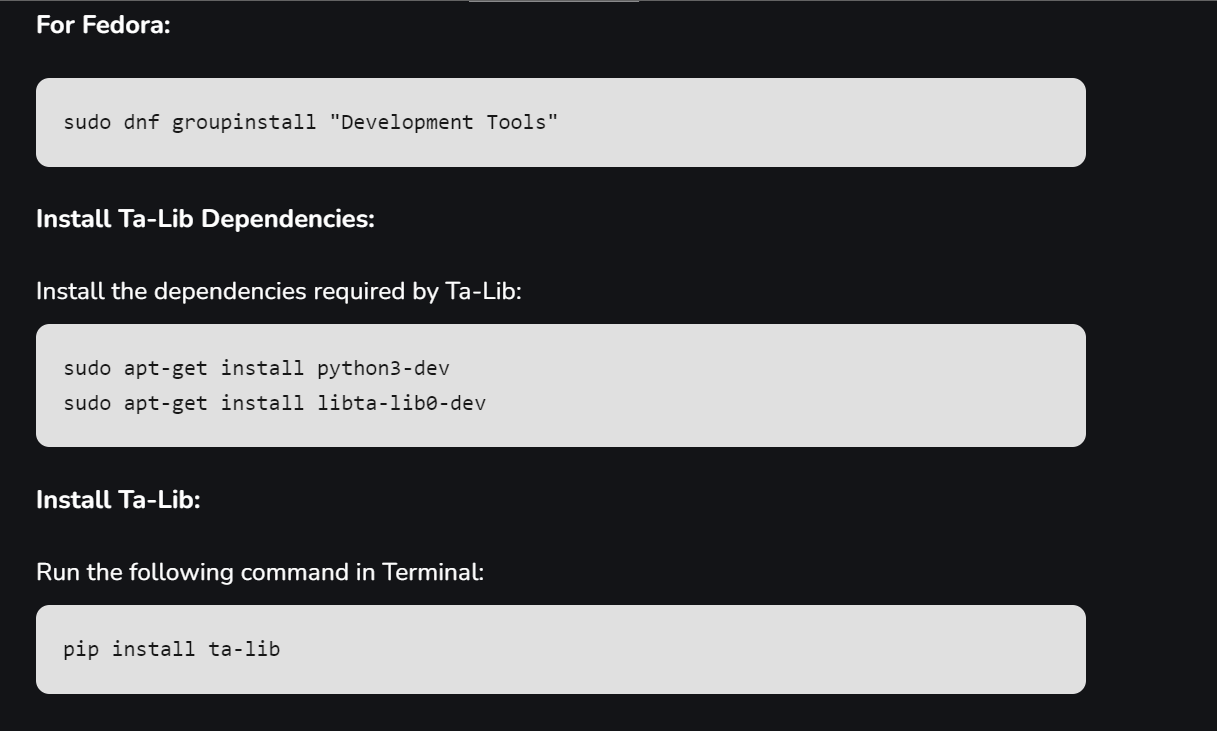 For Fedora:
sudo dnf groupinstall "Development Tools"
Install Ta-Lib Dependencies:
Install the dependencies required by Ta-Lib:
sudo apt-get install python3-dev
sudo apt-get install libta-lib0-dev
Install Ta-Lib:
Run the following command in Terminal:
pip install ta-lib